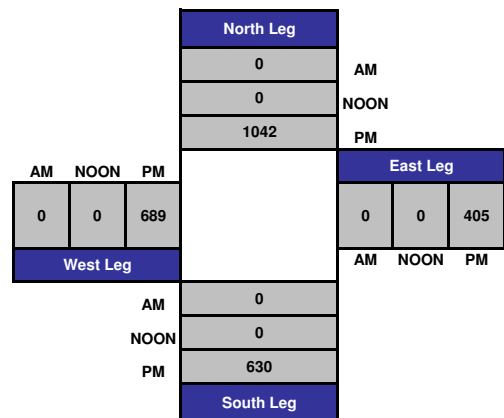 North Leg
0
AM
0
NOON
1042
PM
AM NOON PM
East Leg
0 0 689
0 0 405
West Leg
AM NOON PM
AM
0
NOON
0
PM
630
South Leg